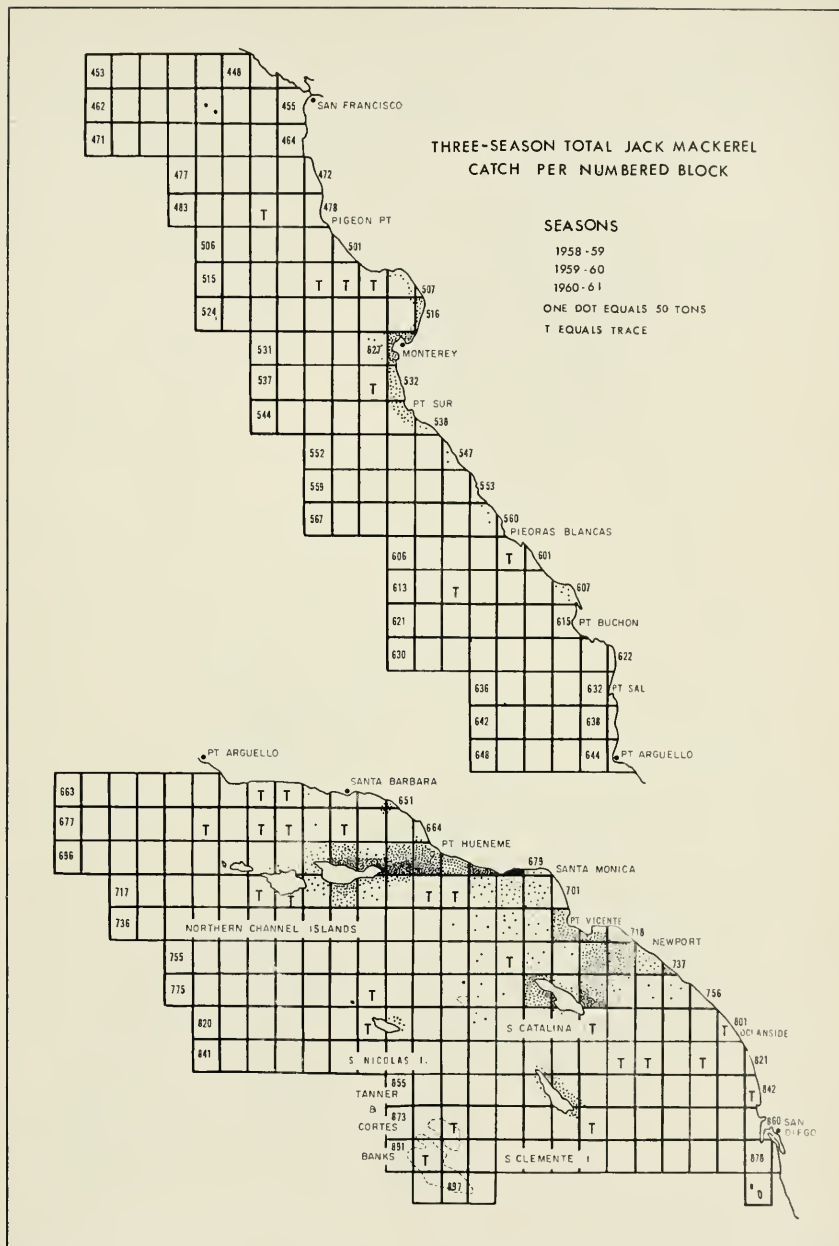 THREE-SEASON TOTAL JACK MACKEREL
CATCH PER NUMBERED BLOCK
SEASONS
1958-59
1959-60
1960-61
ONE DOT EQUALS 50 TONS
T EQUALS TRACE
453 448
462 455 SAN FRANCISCO
471 464
477 472
483 T 478
PIGEON PT
506 501
515 T T T 507
524 516
531 827 MONTEREY
537 T 532
PT SUR
544 538
552 547
559 553
567 560
PIEDRAS BLANCAS
606 T 601
613 T 607
621 615 PT BUCHON
630 622
636 632 PT SAL
642 638
648 644 PT ARGUELLO
PT ARGUELLO
663 T T SANTA BARBARA
651
677 T T T T 664
PT HUENEME
696 679 SANTA MONICA
717 T T T T 701
PT VICENTE
736 NORTHERN CHANNEL ISLANDS 718
NEWPORT
755 T 737
775 T 756
820 T S CATALINA T T 801
OCEANSIDE
841 S NICOLAS I. T T T 821
855 T 842
TANNER
&
873 T T 860 SAN
DIEGO
CORTES
891 T S CLEMENTE I 878
BANKS
897